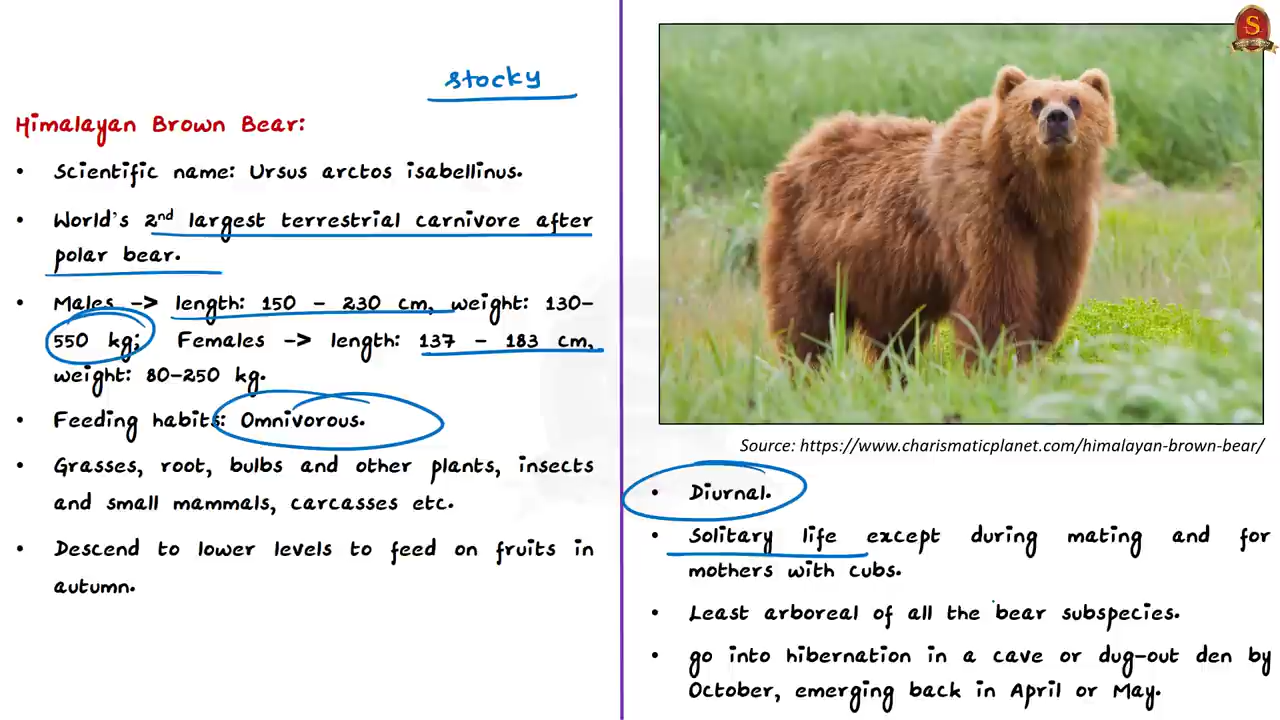 stocky
Himalayan Brown Bear:
• Scientific name: Ursus arctos isabellinus.
• World's 2nd largest terrestrial carnivore after
polar bear.
• Males -> length: 150 - 230 cm, weight: 130-
550 kg; Females -> length: 137 - 183 cm,
weight: 80-250 kg.
• Feeding habits: Omnivorous.
• Grasses, root, bulbs and other plants, insects
and small mammals, carcasses etc.
• Descend to lower levels to feed on fruits in
autumn.
S
Source: https://www.charismaticplanet.com/himalayan-brown-bear/
• Diurnal.
• Solitary life except during mating and for
mothers with cubs.
• Least arboreal of all the bear subspecies.
• go into hibernation in a cave or dug-out den by
October, emerging back in April or May.